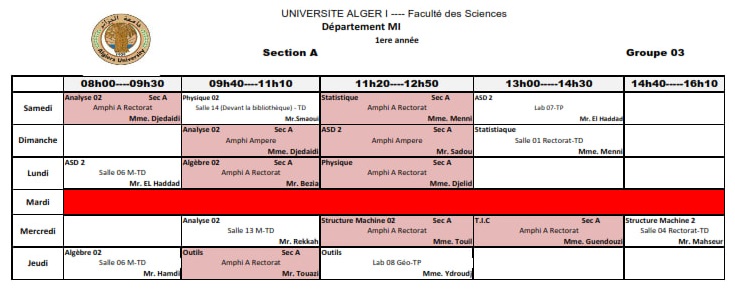 UNIVERSITE ALGER I ---- Faculté des Sciences
Département MI
1ere année
Section A Groupe 03
08h00----09h30 09h40----11h10 11h20----12h50 13h00-----14h30 14h40-----16h10
Samedi
Analyse 02 Sec A
Amphi A Rectorat
Mme. Djedaidi
Physique 02
Salle 14 (Devant la bibliothèque) - TD
Mr.Smaoui
Statistique Sec A
Amphi A Rectorat
Mme. Menni
ASD 2
Lab 07-TP
Mr. El Haddad
Dimanche
Analyse 02 Sec A
Amphi Ampere
Mme. Djedaidi
ASD 2 Sec A
Amphi Ampere
Mr. Sadou
Statistiaque
Salle 01 Rectorat-TD
Mme. Menni
Lundi
ASD 2
Salle 06 M-TD
Mr. EL Haddad
Algèbre 02 Sec A
Amphi A Rectorat
Mr. Bezia
Physique Sec A
Amphi A Rectorat
Mme. Djelid
Mardi
Mercredi
Analyse 02
Salle 13 M-TD
Mr. Rekkah
Structure Machine 02 Sec A
Amphi A Rectorat
Mme. Touil
T.I.C Sec A
Amphi A Rectorat
Mme. Guendouzi
Structure Machine 2
Salle 04 Rectorat-TD
Mr. Mahseur
Jeudi
Algèbre 02
Salle 06 M-TD
Mr. Hamdi
Outils Sec A
Amphi A Rectorat
Mr. Touazi
Outils
Lab 08 Géo-TP
Mme. Ydroudj